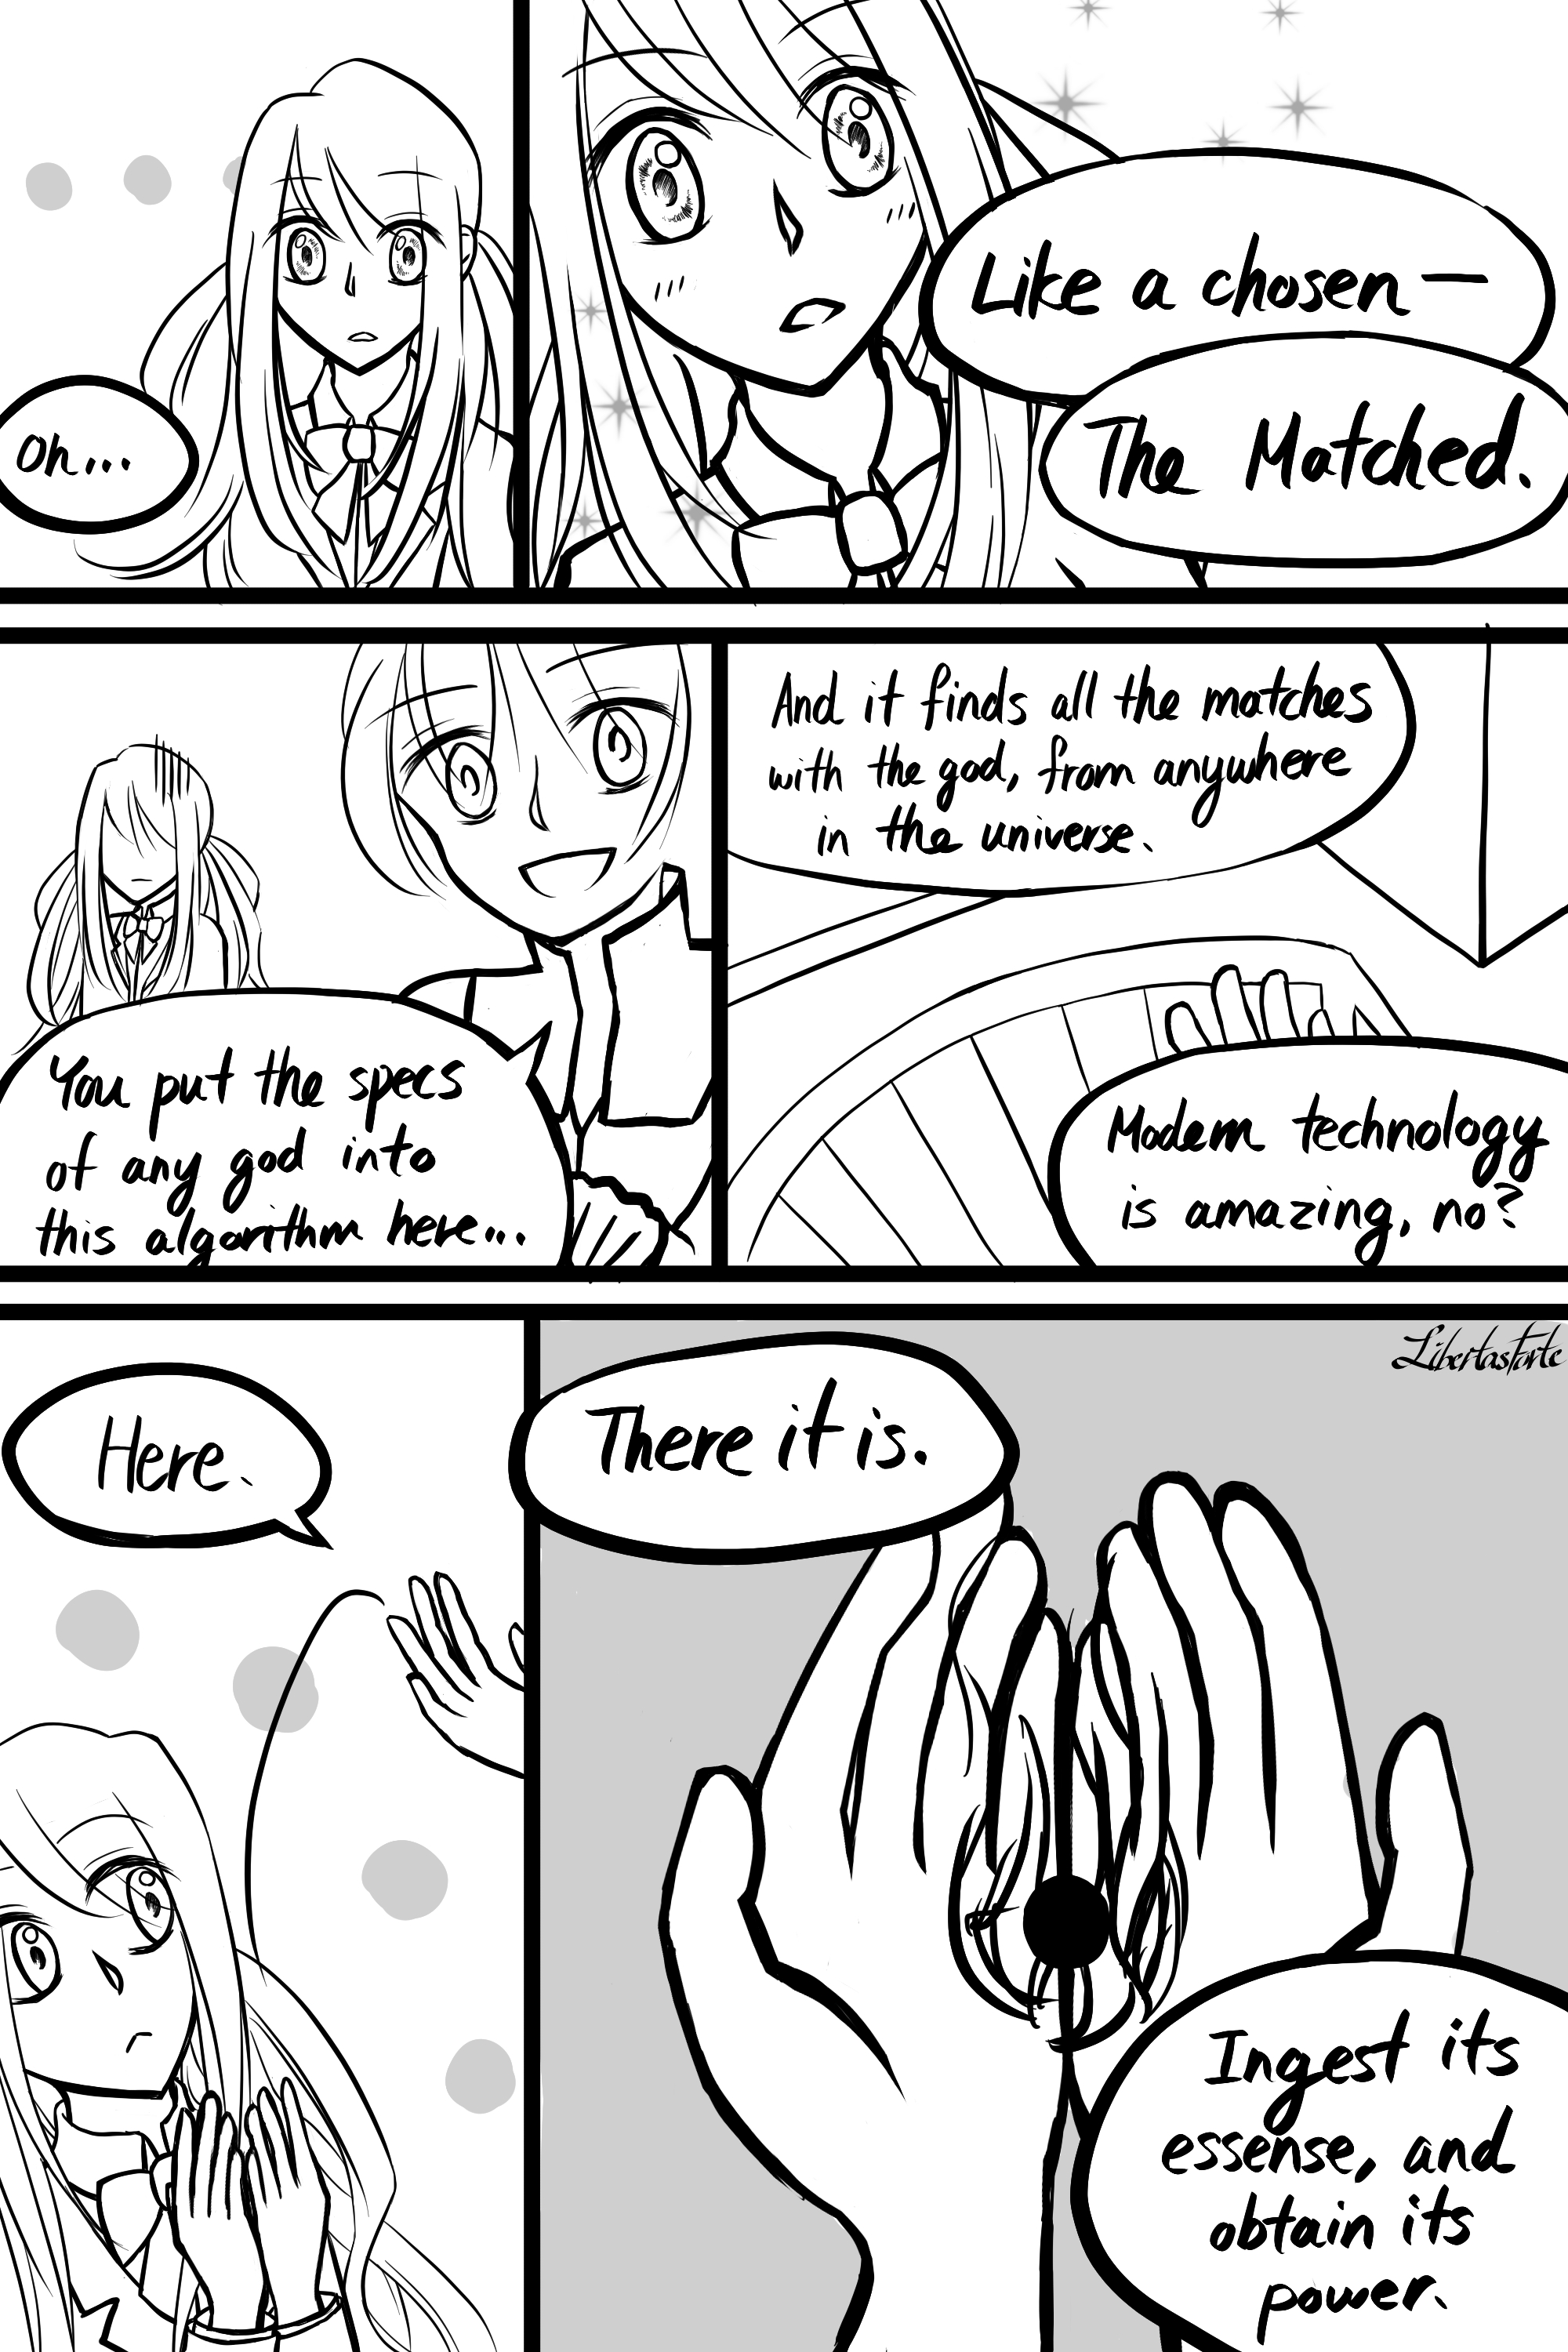 Oh...
Like a chosen—
The Matched.
You put the specs
of any god into
this algorithm here...
And it finds all the matches
with the god, from anywhere
in the universe.
Modern technology
is amazing, no?
Here.
There it is.
LibertasForte
Ingest its
essense, and
obtain its
power.